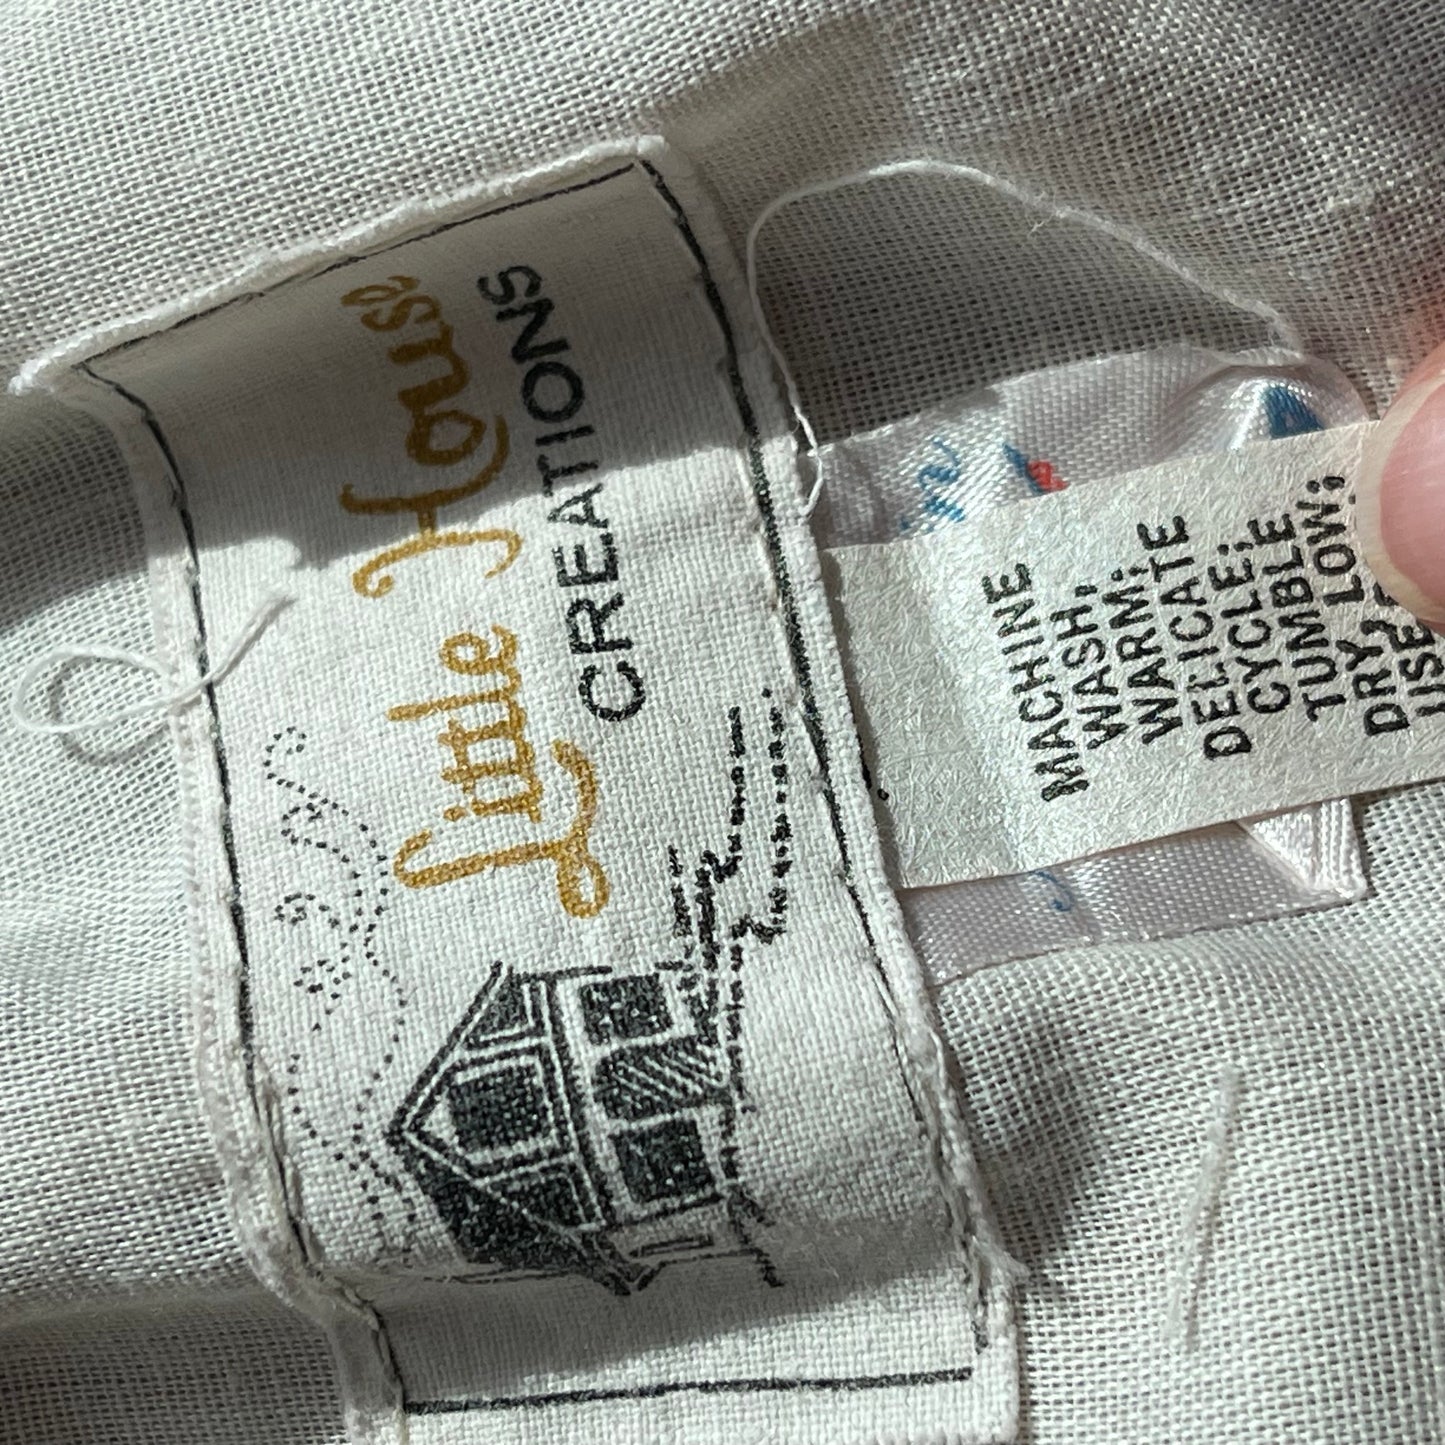 Little House
CREATIONS
MACHINE
WASH,
WARM;
DELICATE
CYCLE;
TUMBLE
DRY LOW;